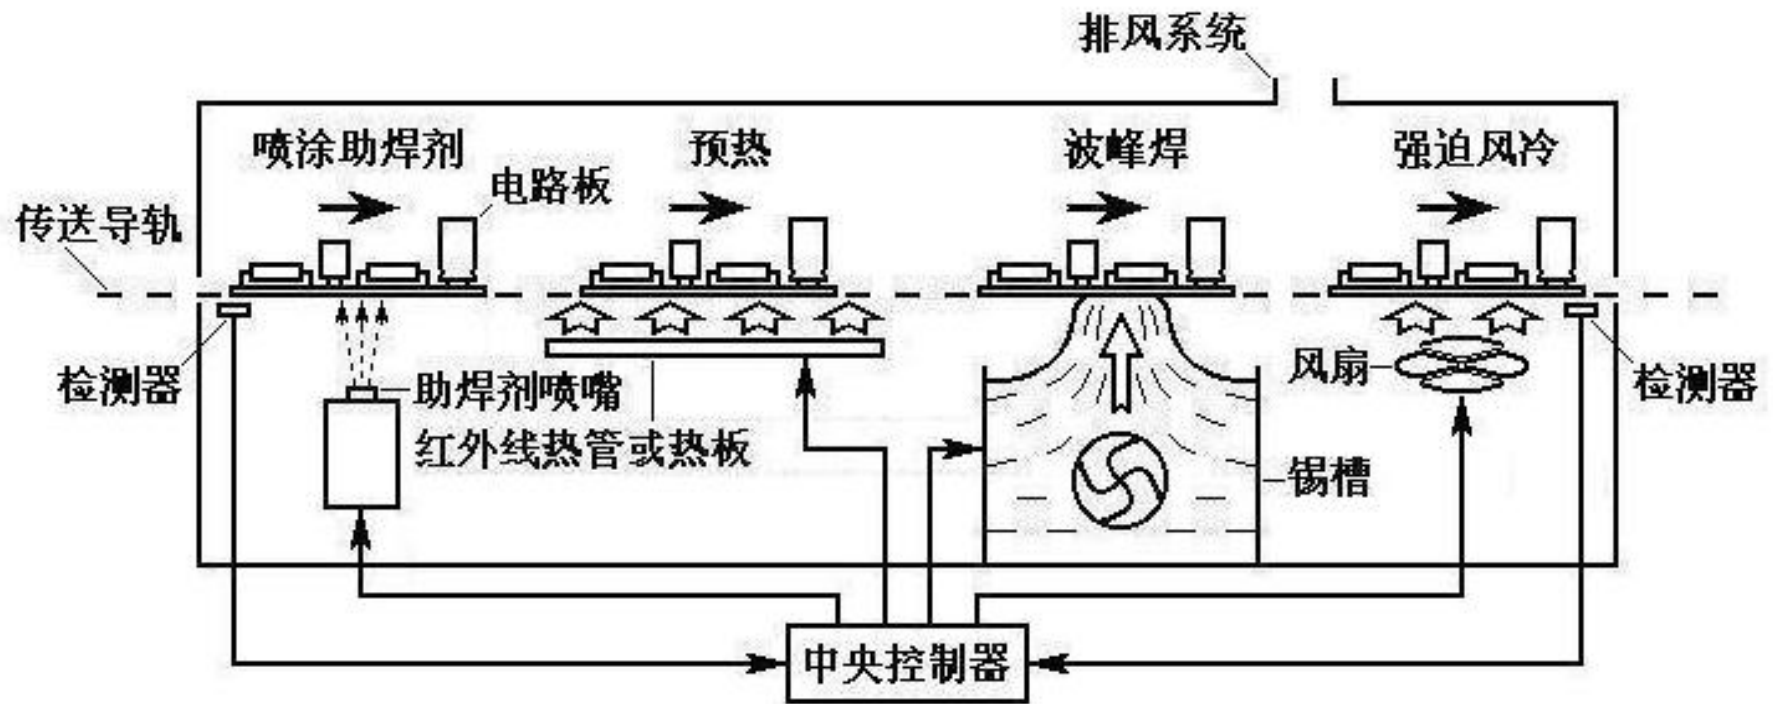 排风系统
喷涂助焊剂
预热
波峰焊
强迫风冷
电路板
传送导轨
检测器
助焊剂喷嘴
红外线热管或热板
风扇
检测器
锡槽
中央控制器